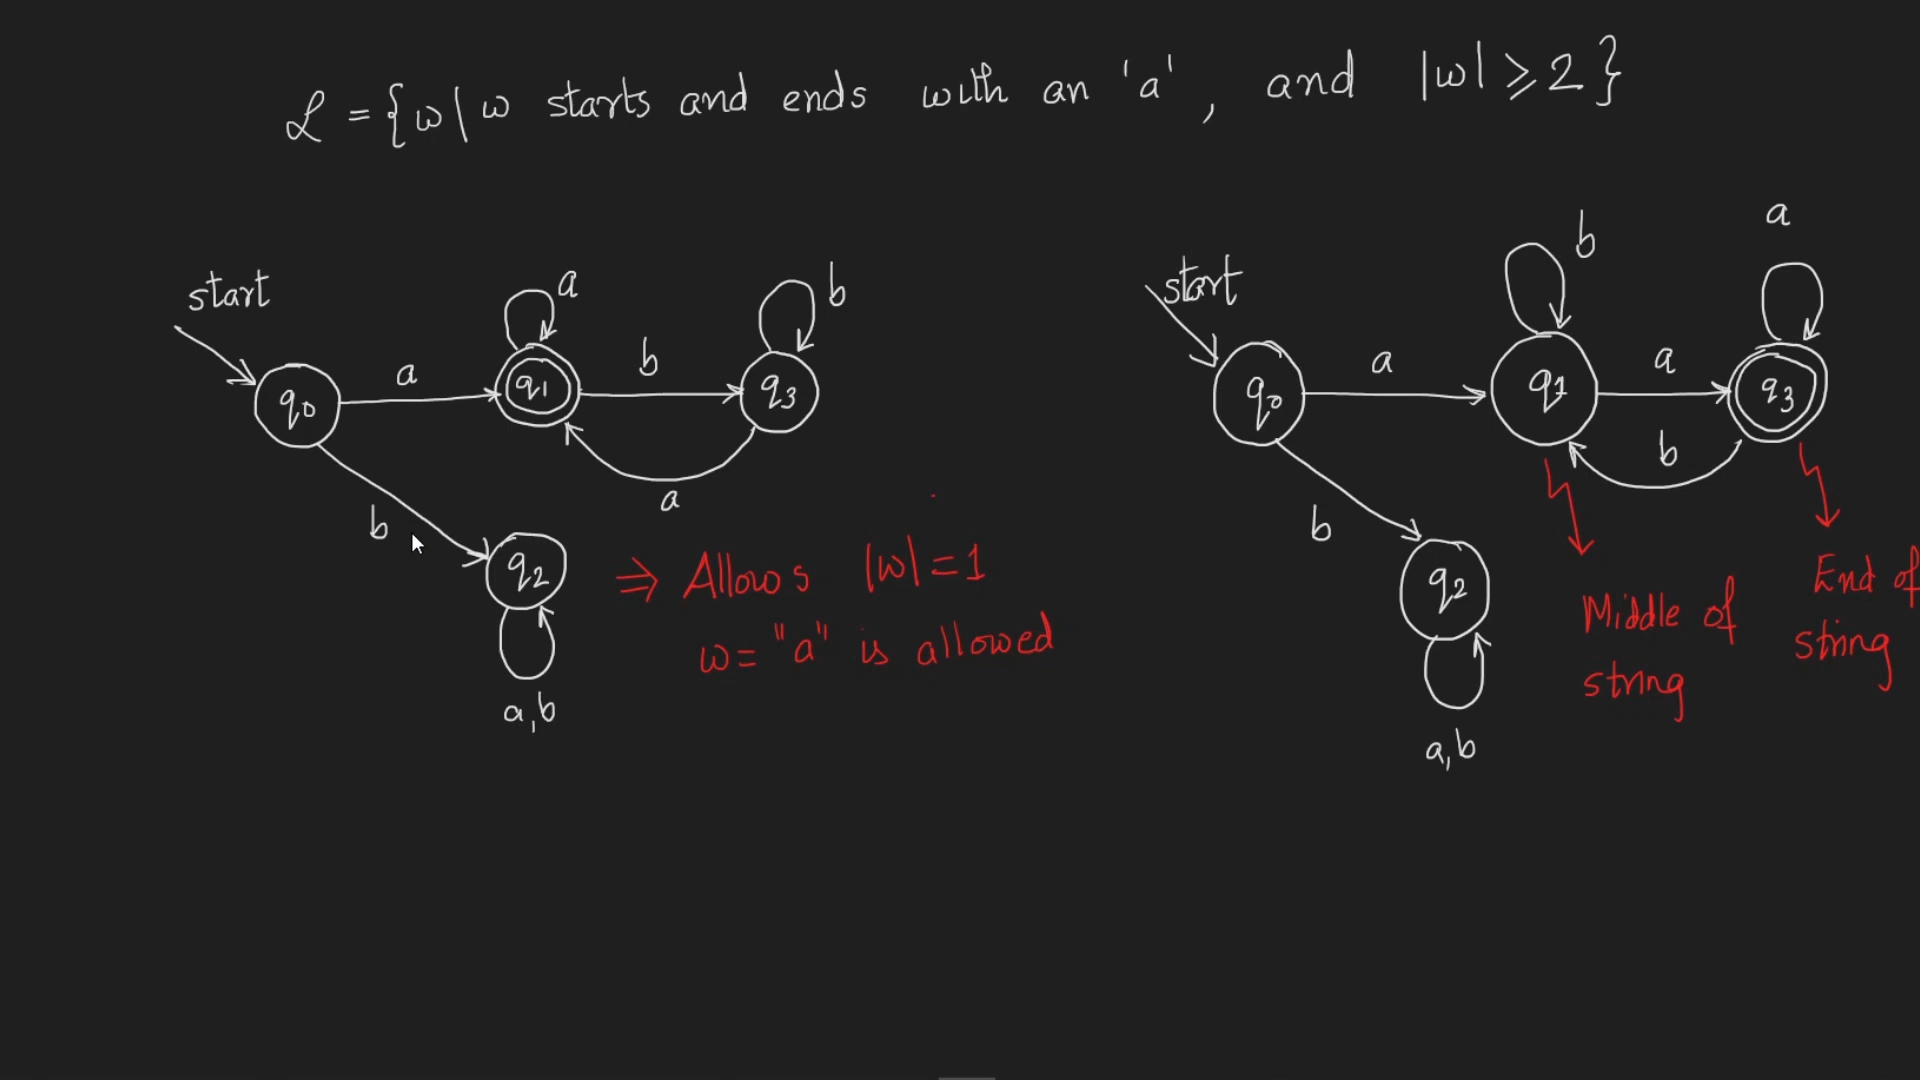 ℒ = {w | w starts and ends with an 'a', and |w| ⩾ 2}
start
a
b
a
b
q0
q1
q3
a
b
q2
a,b
⇒ Allows |w| = 1
w = "a" is allowed
start
b
a
a
a
q0
q1
q3
b
b
q2
a,b
Middle of
string
End of
string